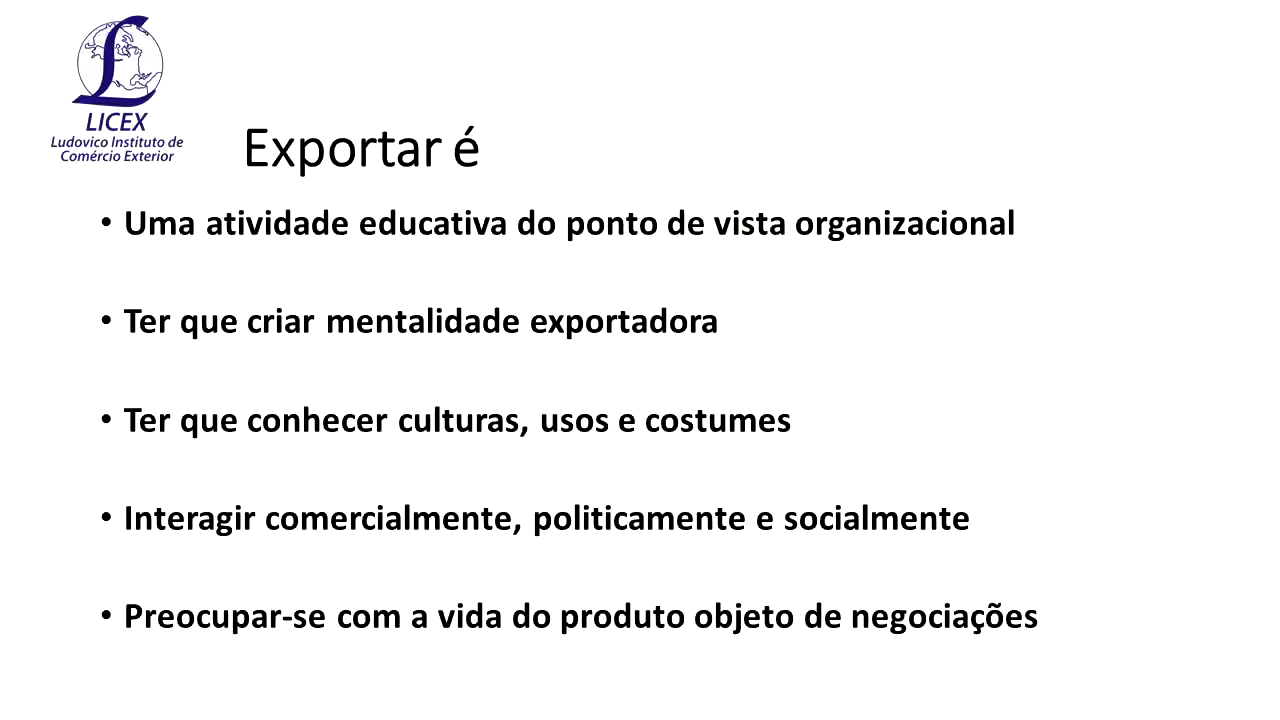 LICEX
Ludovico Instituto de
Comércio Exterior
Exportar é
• Uma atividade educativa do ponto de vista organizacional
• Ter que criar mentalidade exportadora
• Ter que conhecer culturas, usos e costumes
• Interagir comercialmente, politicamente e socialmente
• Preocupar-se com a vida do produto objeto de negociações